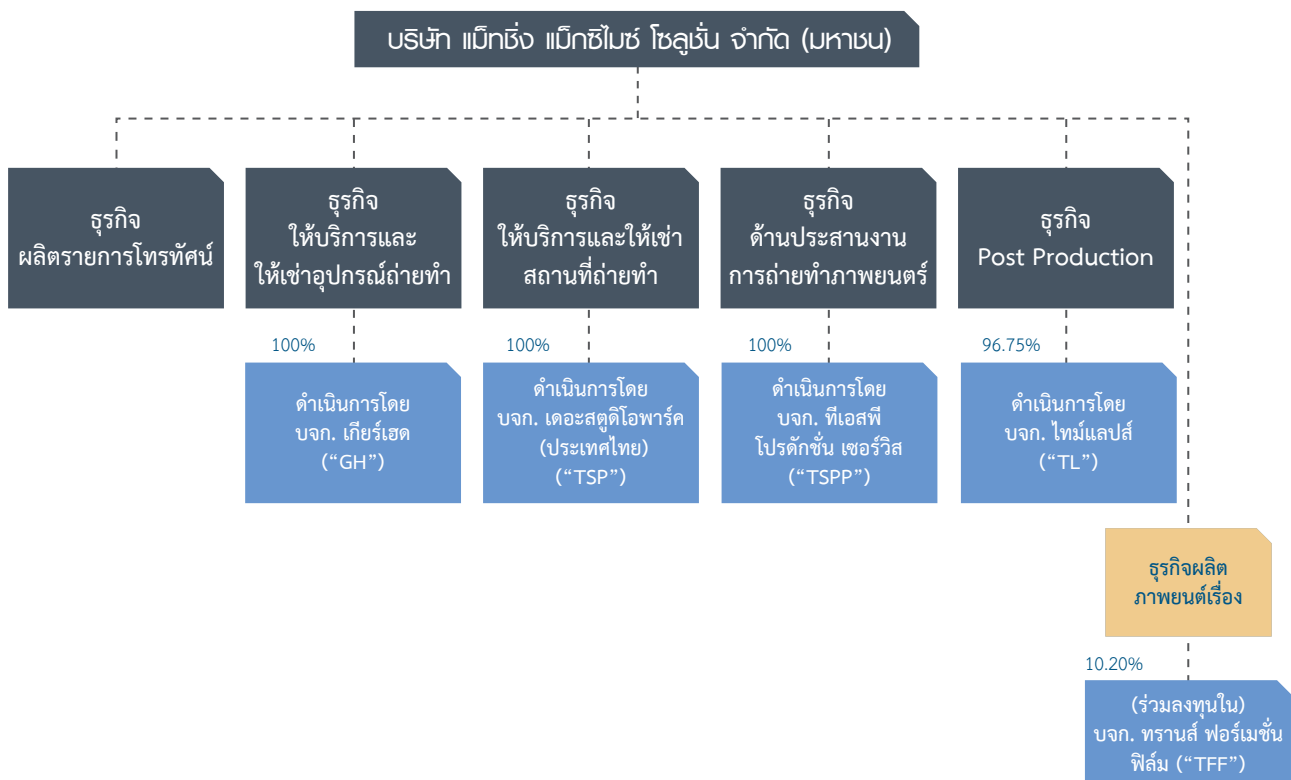 บริษัท แม็ทชิ่ง แม็กซิไมซ์ โซลูชั่น จำกัด (มหาชน)
ธุรกิจ
ผลิตรายการโทรทัศน์
ธุรกิจ
ให้บริการและ
ให้เช่าอุปกรณ์ถ่ายทำ
ธุรกิจ
ให้บริการและให้เช่า
สถานที่ถ่ายทำ
ธุรกิจ
ด้านประสานงาน
การถ่ายทำภาพยนตร์
ธุรกิจ
Post Production
100%
100%
100%
96.75%
ดำเนินการโดย
บจก. เกียร์เฮด
(“GH”)
ดำเนินการโดย
บจก. เดอะสตูดิโอพาร์ค
(ประเทศไทย)
(“TSP”)
ดำเนินการโดย
บจก. ทีเอสพี
โปรดักชั่น เซอร์วิส
(“TSPP”)
ดำเนินการโดย
บจก. ไทม์แลปส์
(“TL”)
ธุรกิจผลิต
ภาพยนต์เรื่อง
10.20%
(ร่วมลงทุนใน)
บจก. ทรานส์ ฟอร์เมชั่น
ฟิล์ม (“TFF”)